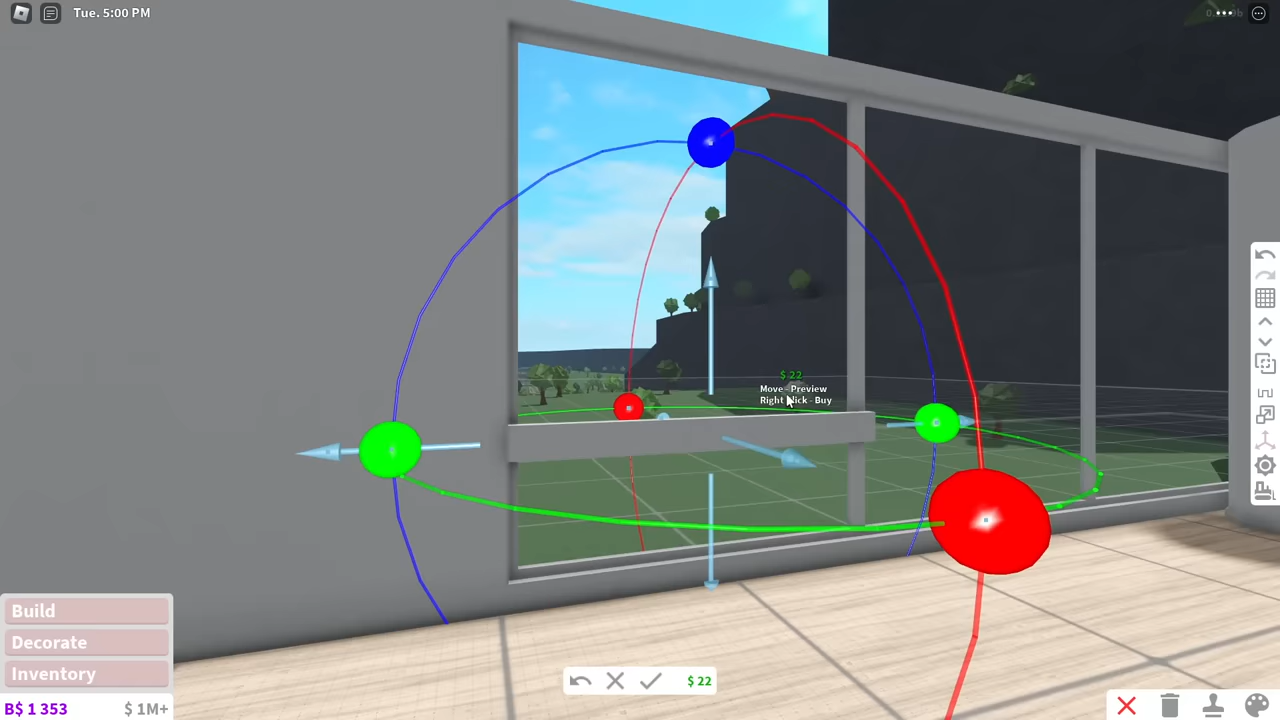 Tue. 5:00 PM
$ 22
Move - Preview
Right Click - Buy
Build
Decorate
Inventory
B$ 1 353
$ 1M+
$ 22